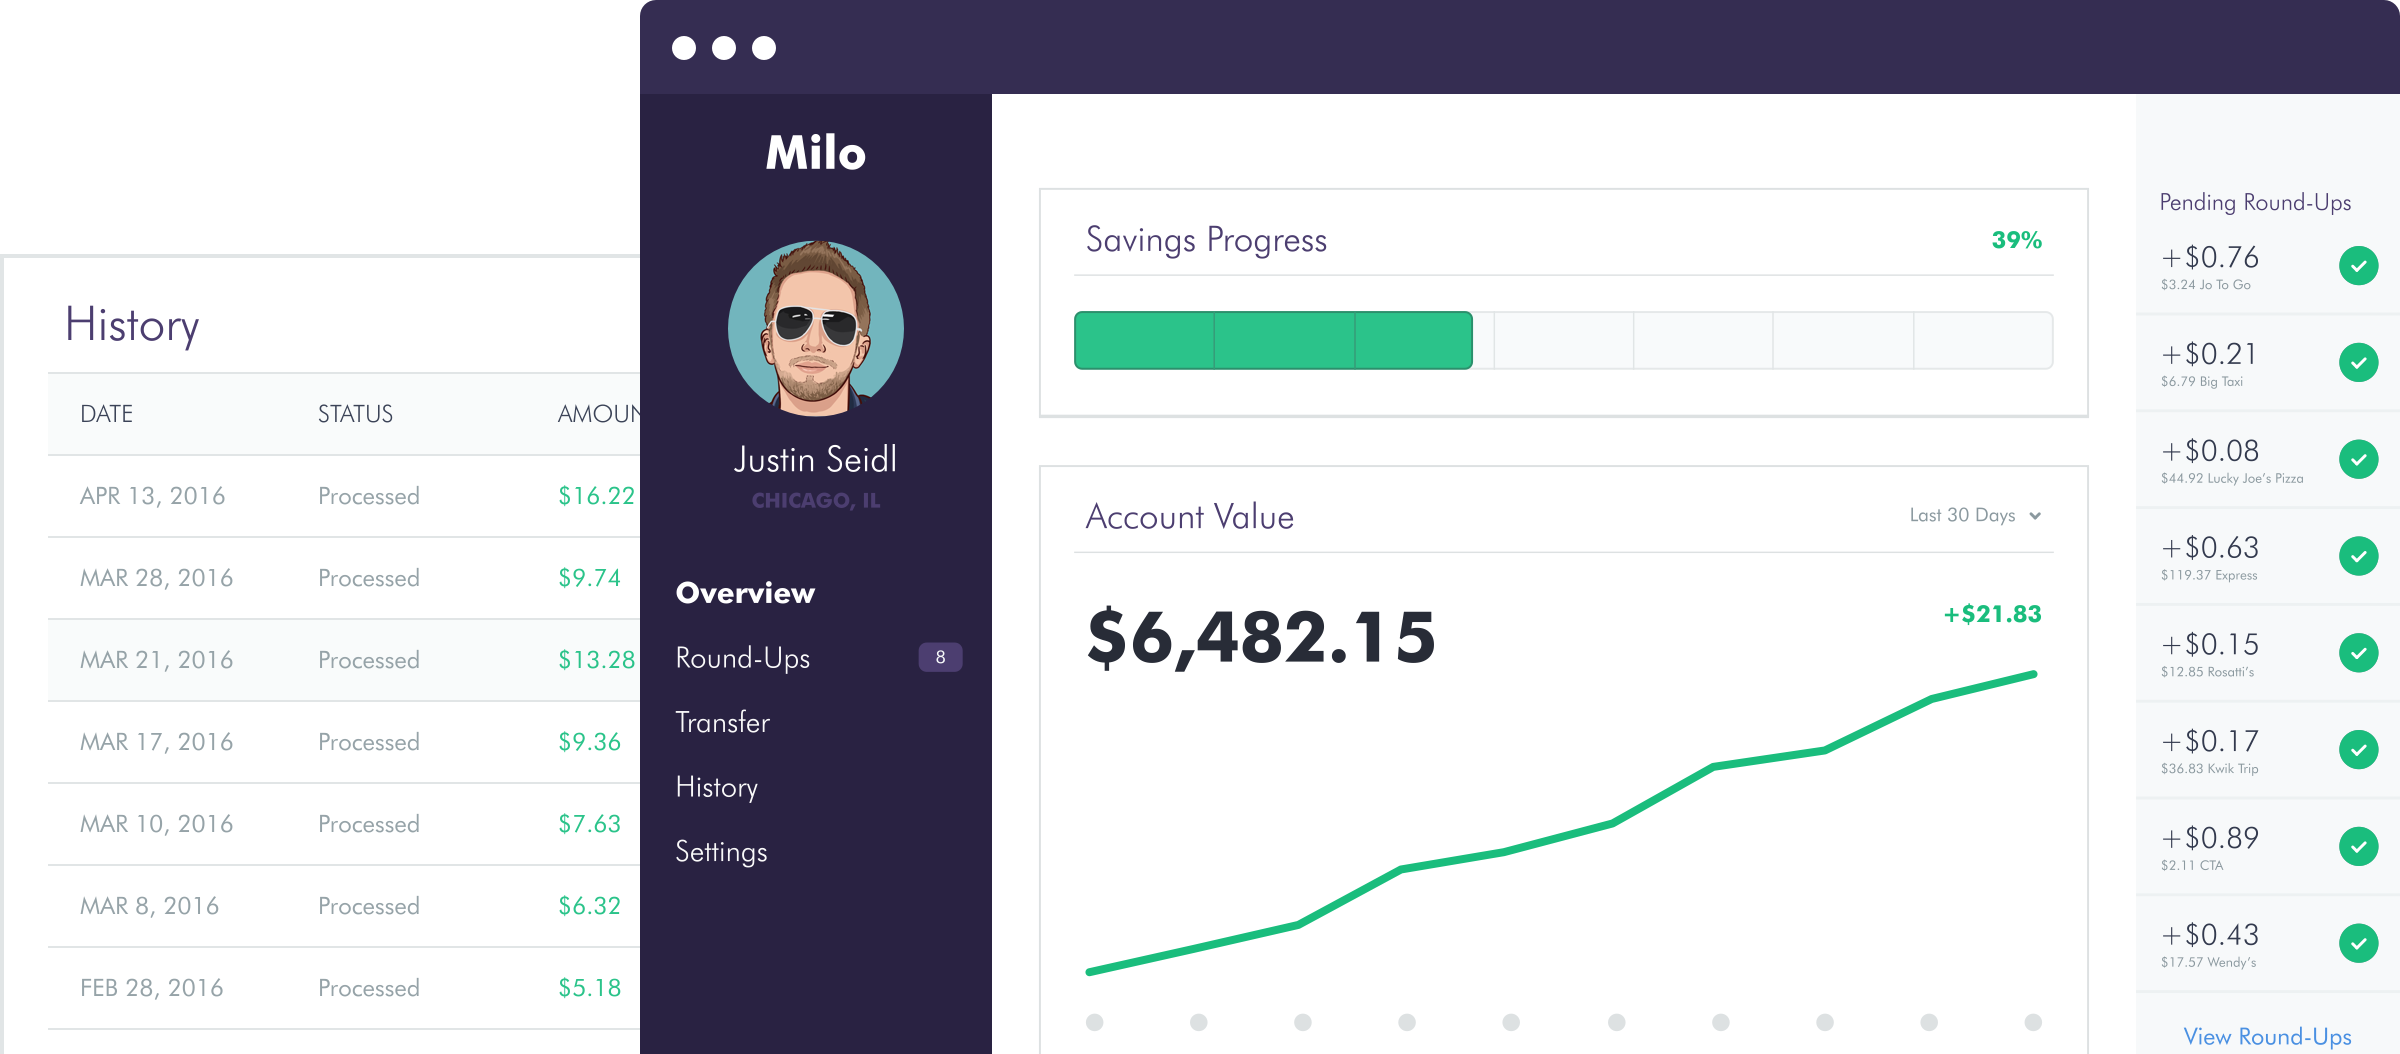 History
DATE STATUS AMOUN
APR 13, 2016 Processed $16.22
MAR 28, 2016 Processed $9.74
MAR 21, 2016 Processed $13.28
MAR 17, 2016 Processed $9.36
MAR 10, 2016 Processed $7.63
MAR 8, 2016 Processed $6.32
FEB 28, 2016 Processed $5.18
Milo
Justin Seidl
CHICAGO, IL
Overview
Round-Ups 8
Transfer
History
Settings
Savings Progress 39%
Account Value Last 30 Days
$6,482.15 +$21.83
Pending Round-Ups
+$0.76
$3.24 Jo To Go
+$0.21
$6.79 Big Taxi
+$0.08
$44.92 Lucky Joe's Pizza
+$0.63
$119.37 Express
+$0.15
$12.85 Rosatti's
+$0.17
$36.83 Kwik Trip
+$0.89
$2.11 CTA
+$0.43
$17.57 Wendy's
View Round-Ups